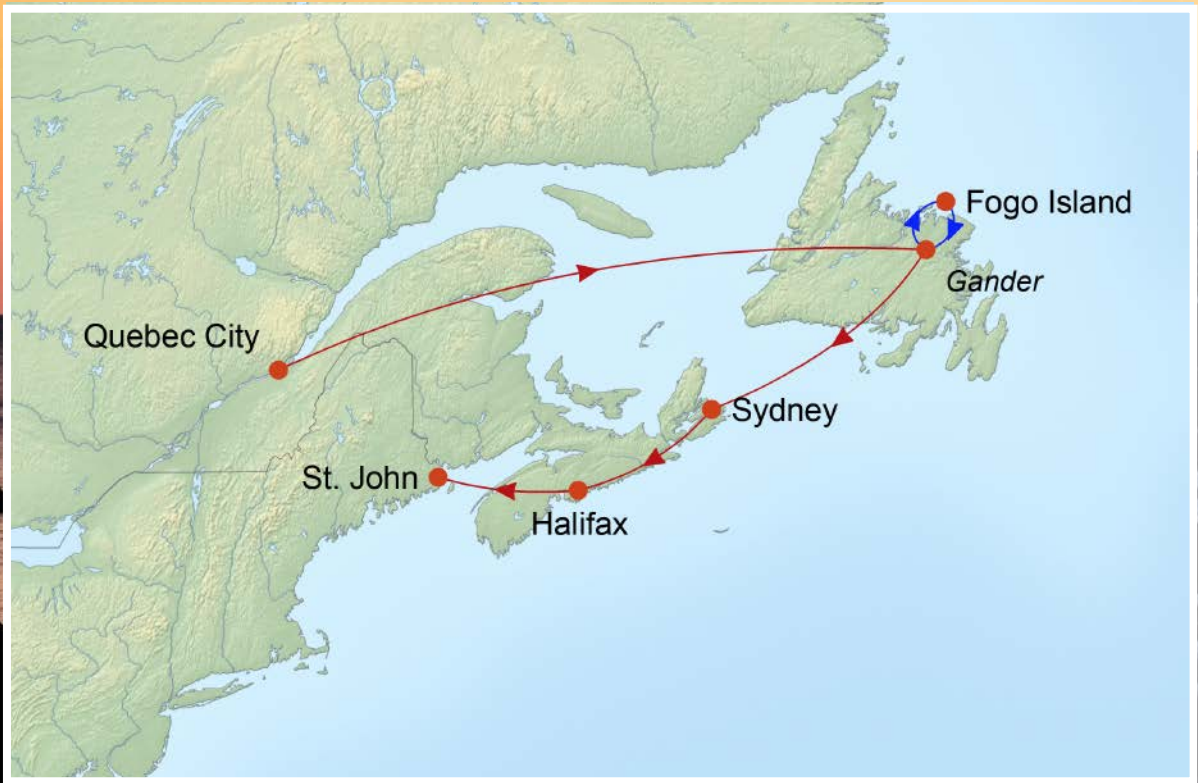 Fogo Island
Gander
Quebec City
Sydney
St. John
Halifax